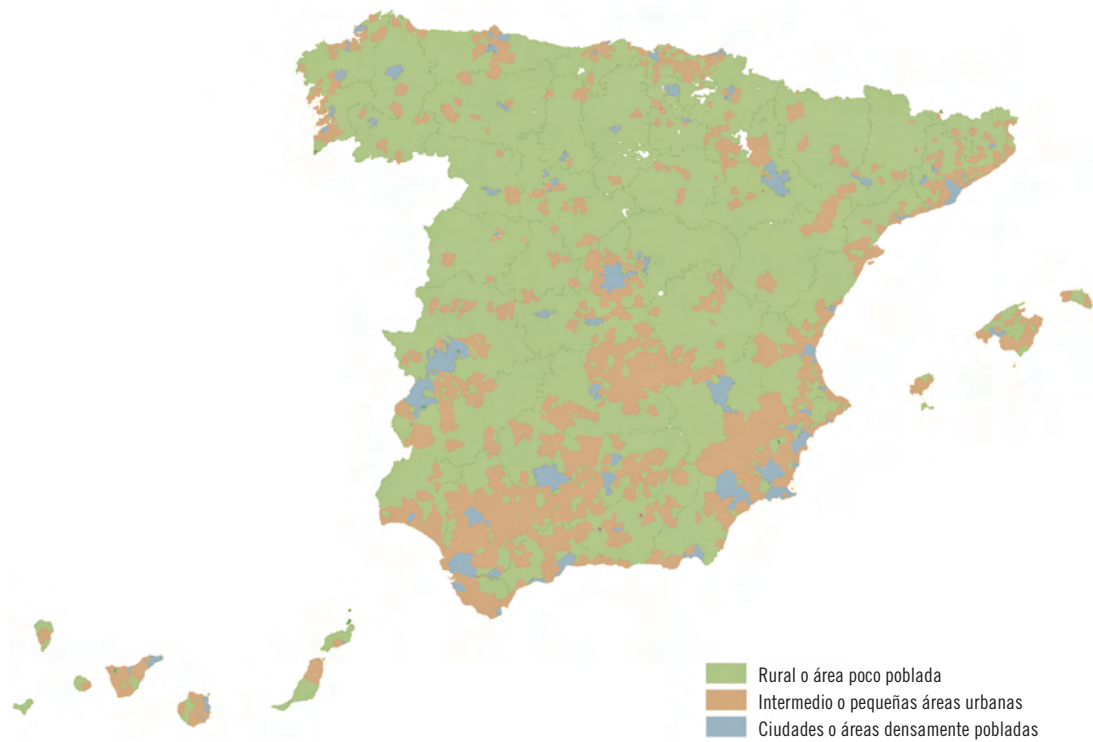 Rural o área poco poblada
Intermedio o pequeñas áreas urbanas
Ciudades o áreas densamente pobladas